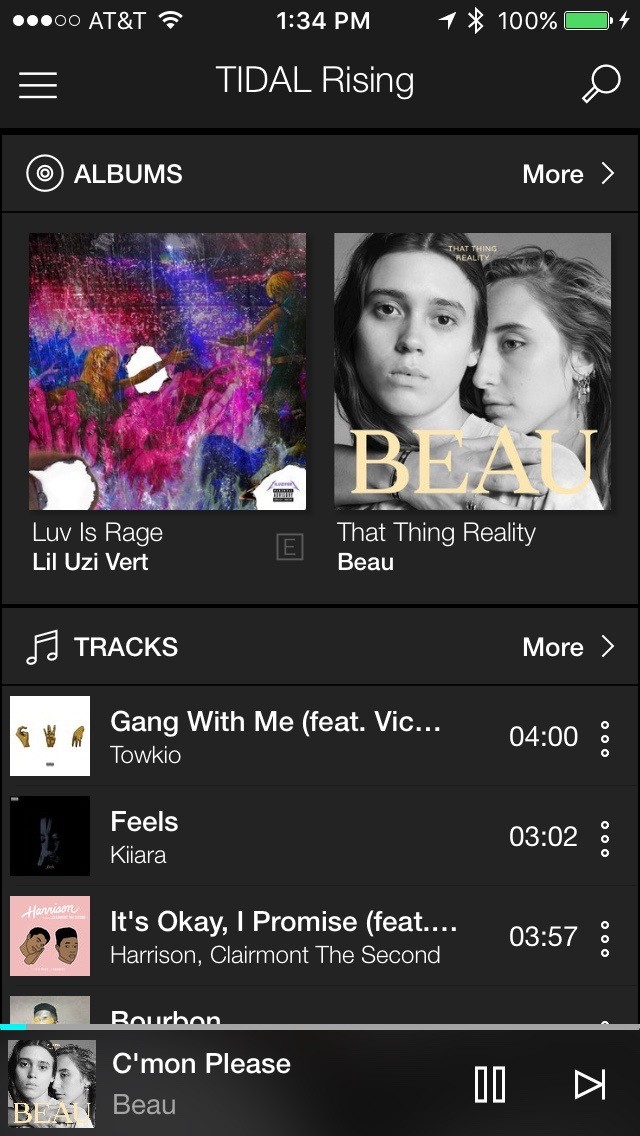 AT&T 1:34 PM 100%
TIDAL Rising
ALBUMS More
THAT THING
REALITY
BEAU
Luv Is Rage
Lil Uzi Vert
E
That Thing Reality
Beau
TRACKS More
Gang With Me (feat. Vic...
Towkio
04:00
Feels
Kiiara
03:02
Harrison
It's Okay, I Promise (feat....
Harrison, Clairmont The Second
03:57
Bourbon
BEAU
C'mon Please
Beau